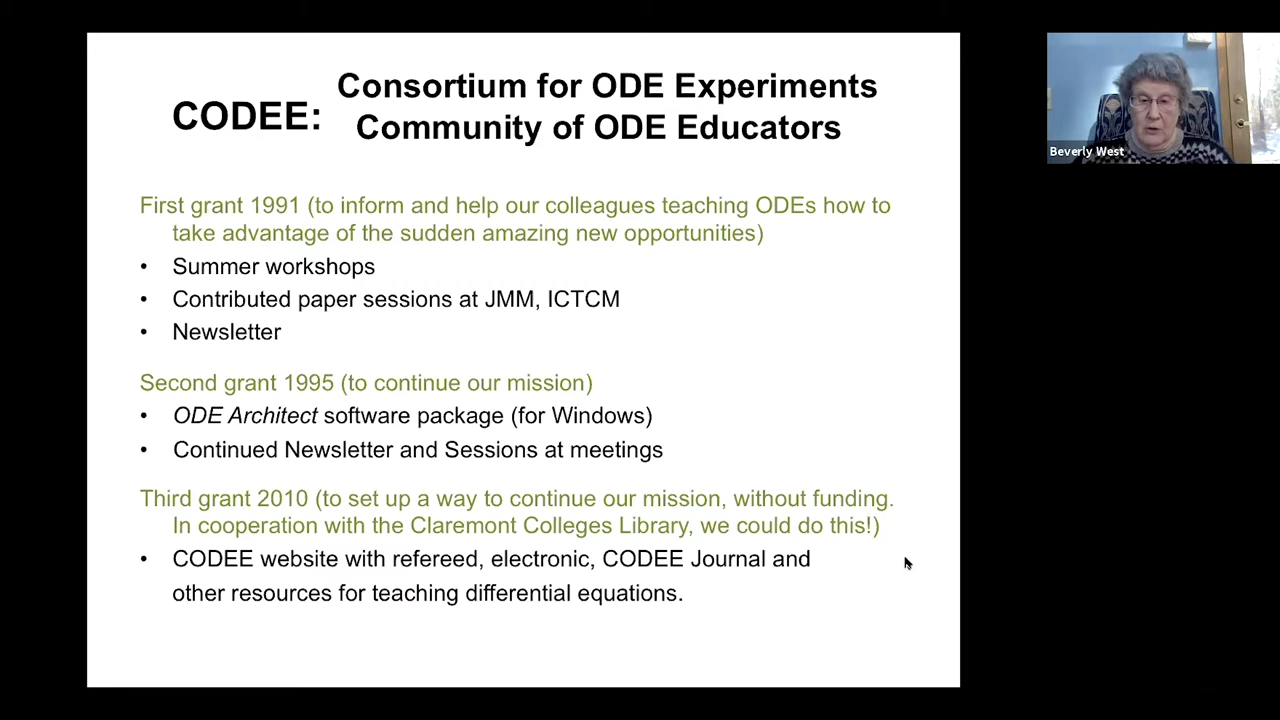 CODEE:
Consortium for ODE Experiments
Community of ODE Educators
First grant 1991 (to inform and help our colleagues teaching ODEs how to
take advantage of the sudden amazing new opportunities)
• Summer workshops
• Contributed paper sessions at JMM, ICTCM
• Newsletter
Second grant 1995 (to continue our mission)
• ODE Architect software package (for Windows)
• Continued Newsletter and Sessions at meetings
Third grant 2010 (to set up a way to continue our mission, without funding.
In cooperation with the Claremont Colleges Library, we could do this!)
• CODEE website with refereed, electronic, CODEE Journal and
other resources for teaching differential equations.
Beverly West